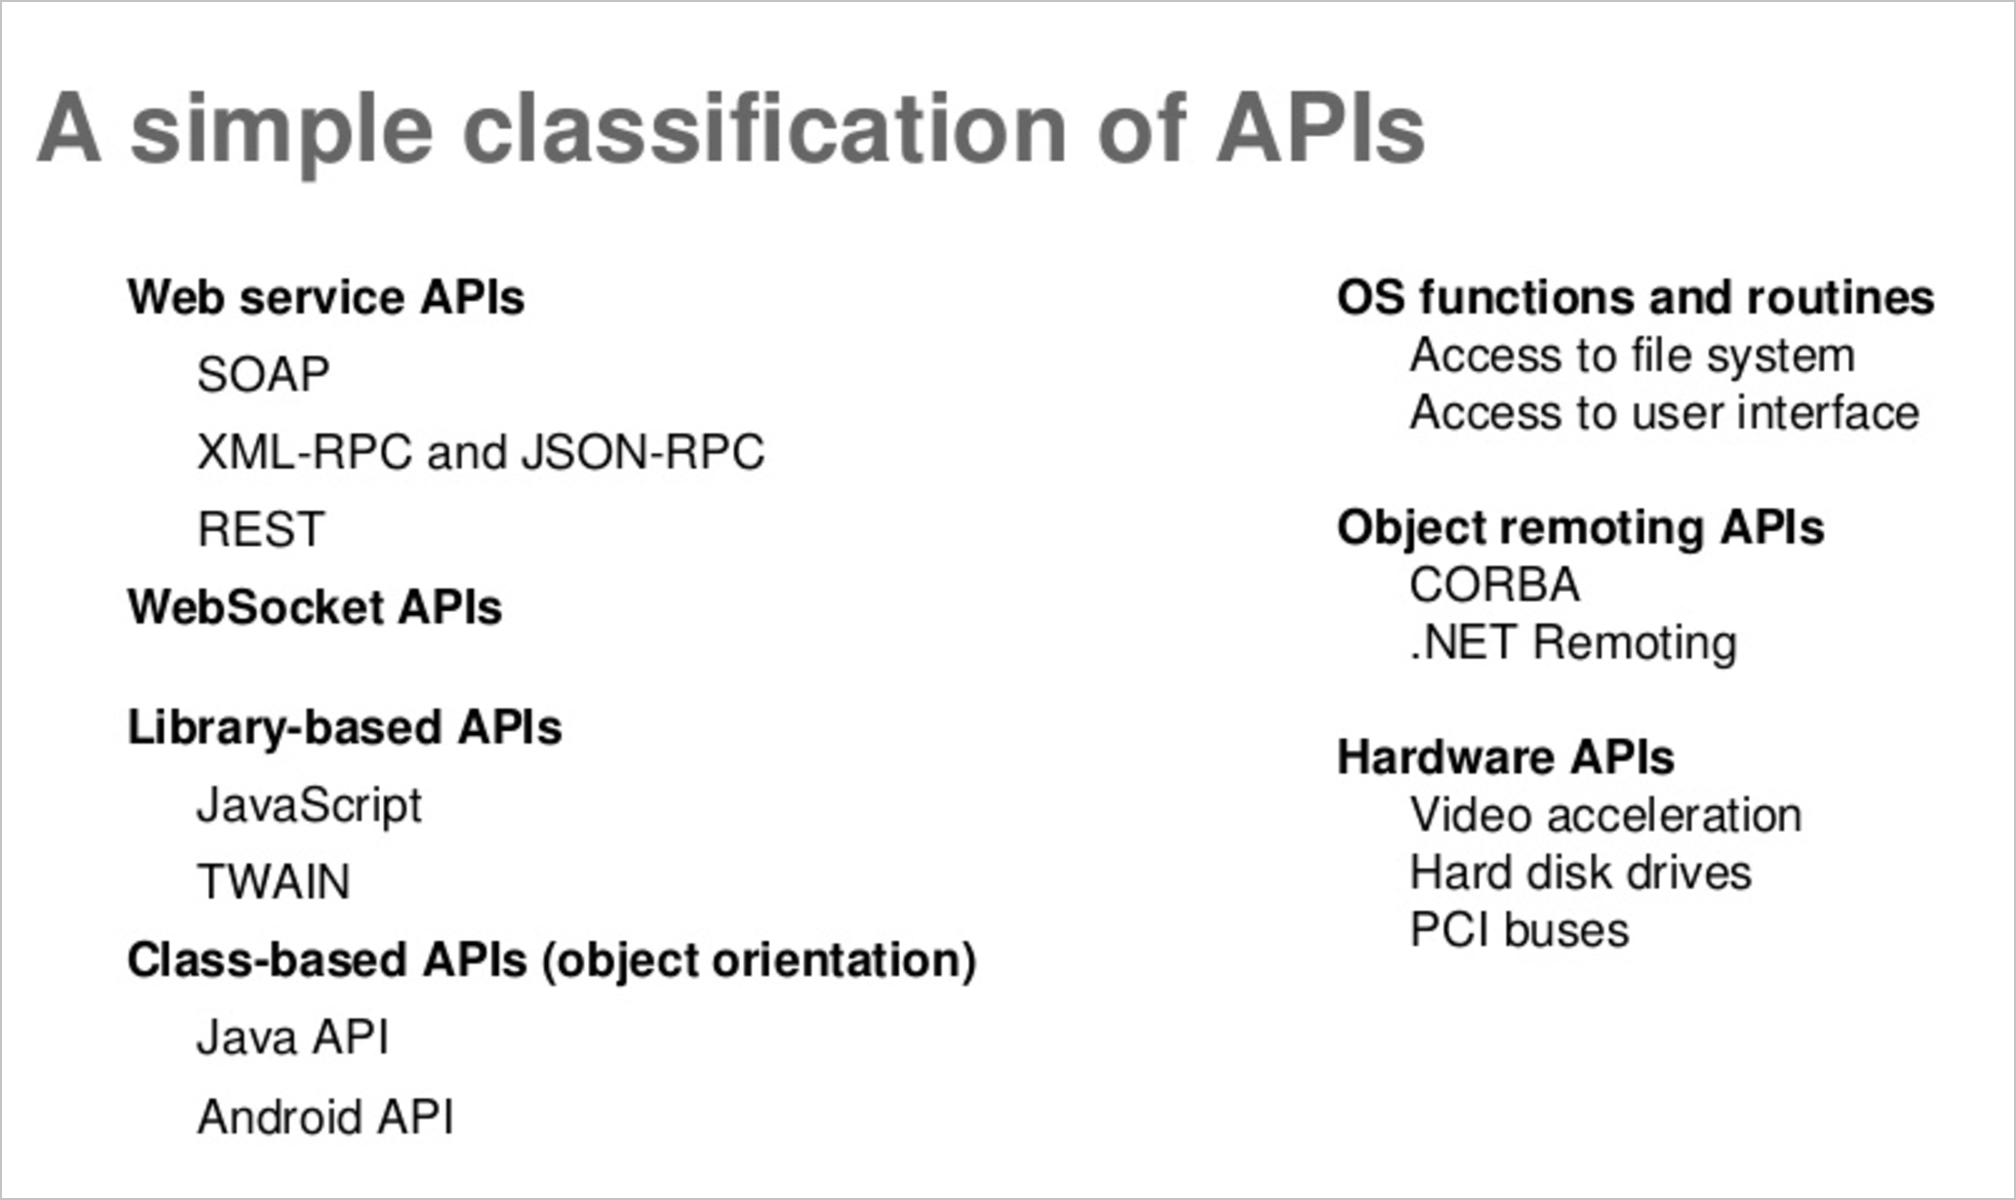 A simple classification of APIs
Web service APIs
SOAP
XML-RPC and JSON-RPC
REST
WebSocket APIs
Library-based APIs
JavaScript
TWAIN
Class-based APIs (object orientation)
Java API
Android API
OS functions and routines
Access to file system
Access to user interface
Object remoting APIs
CORBA
.NET Remoting
Hardware APIs
Video acceleration
Hard disk drives
PCI buses